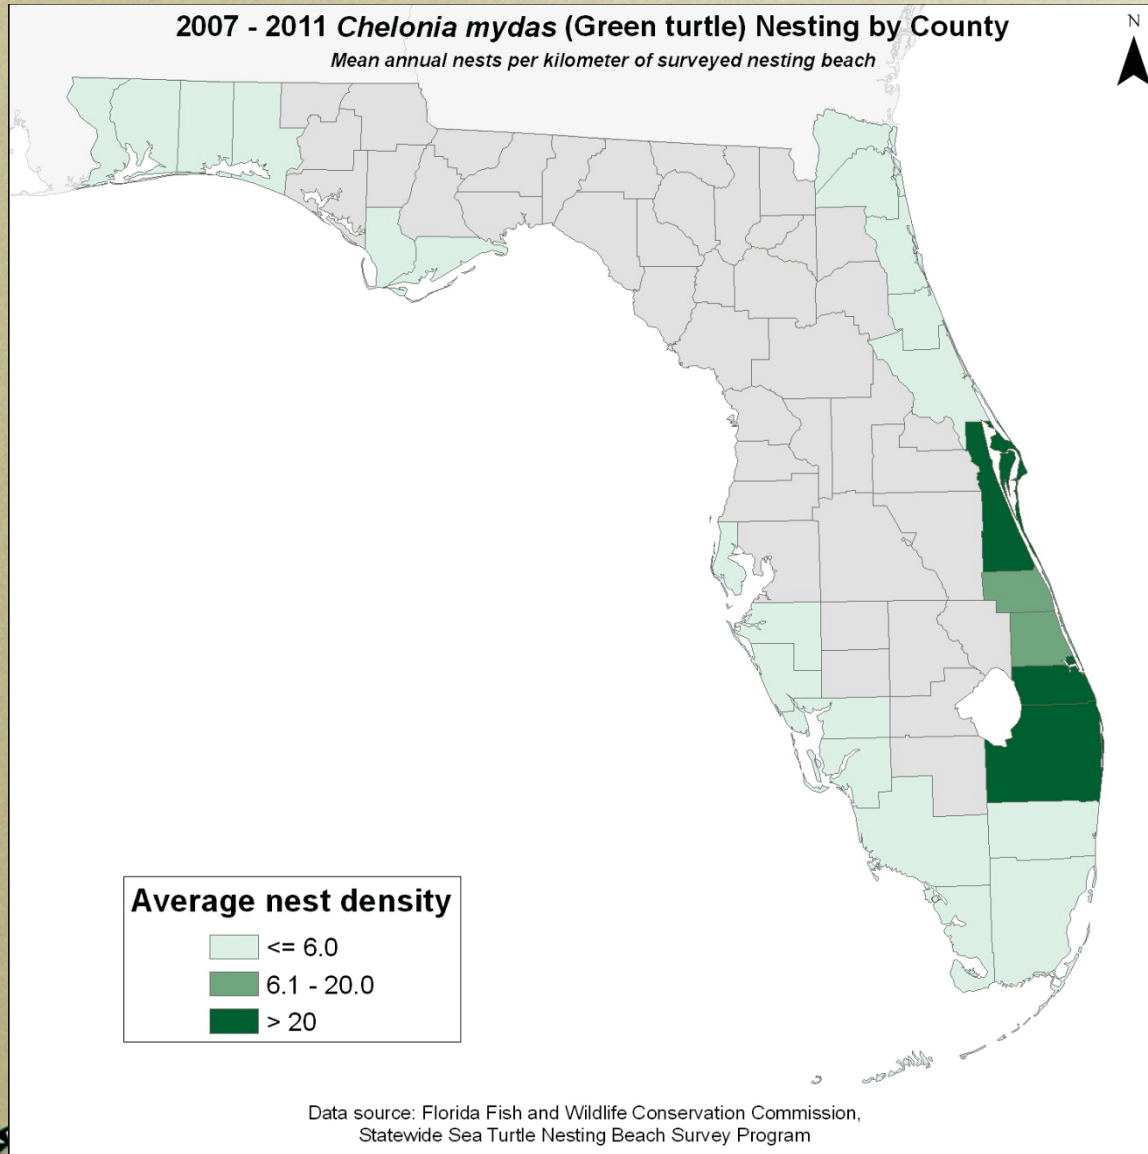 2007 - 2011 Chelonia mydas (Green turtle) Nesting by County
Mean annual nests per kilometer of surveyed nesting beach
N
Average nest density
<= 6.0
6.1 - 20.0
> 20
Data source: Florida Fish and Wildlife Conservation Commission,
Statewide Sea Turtle Nesting Beach Survey Program